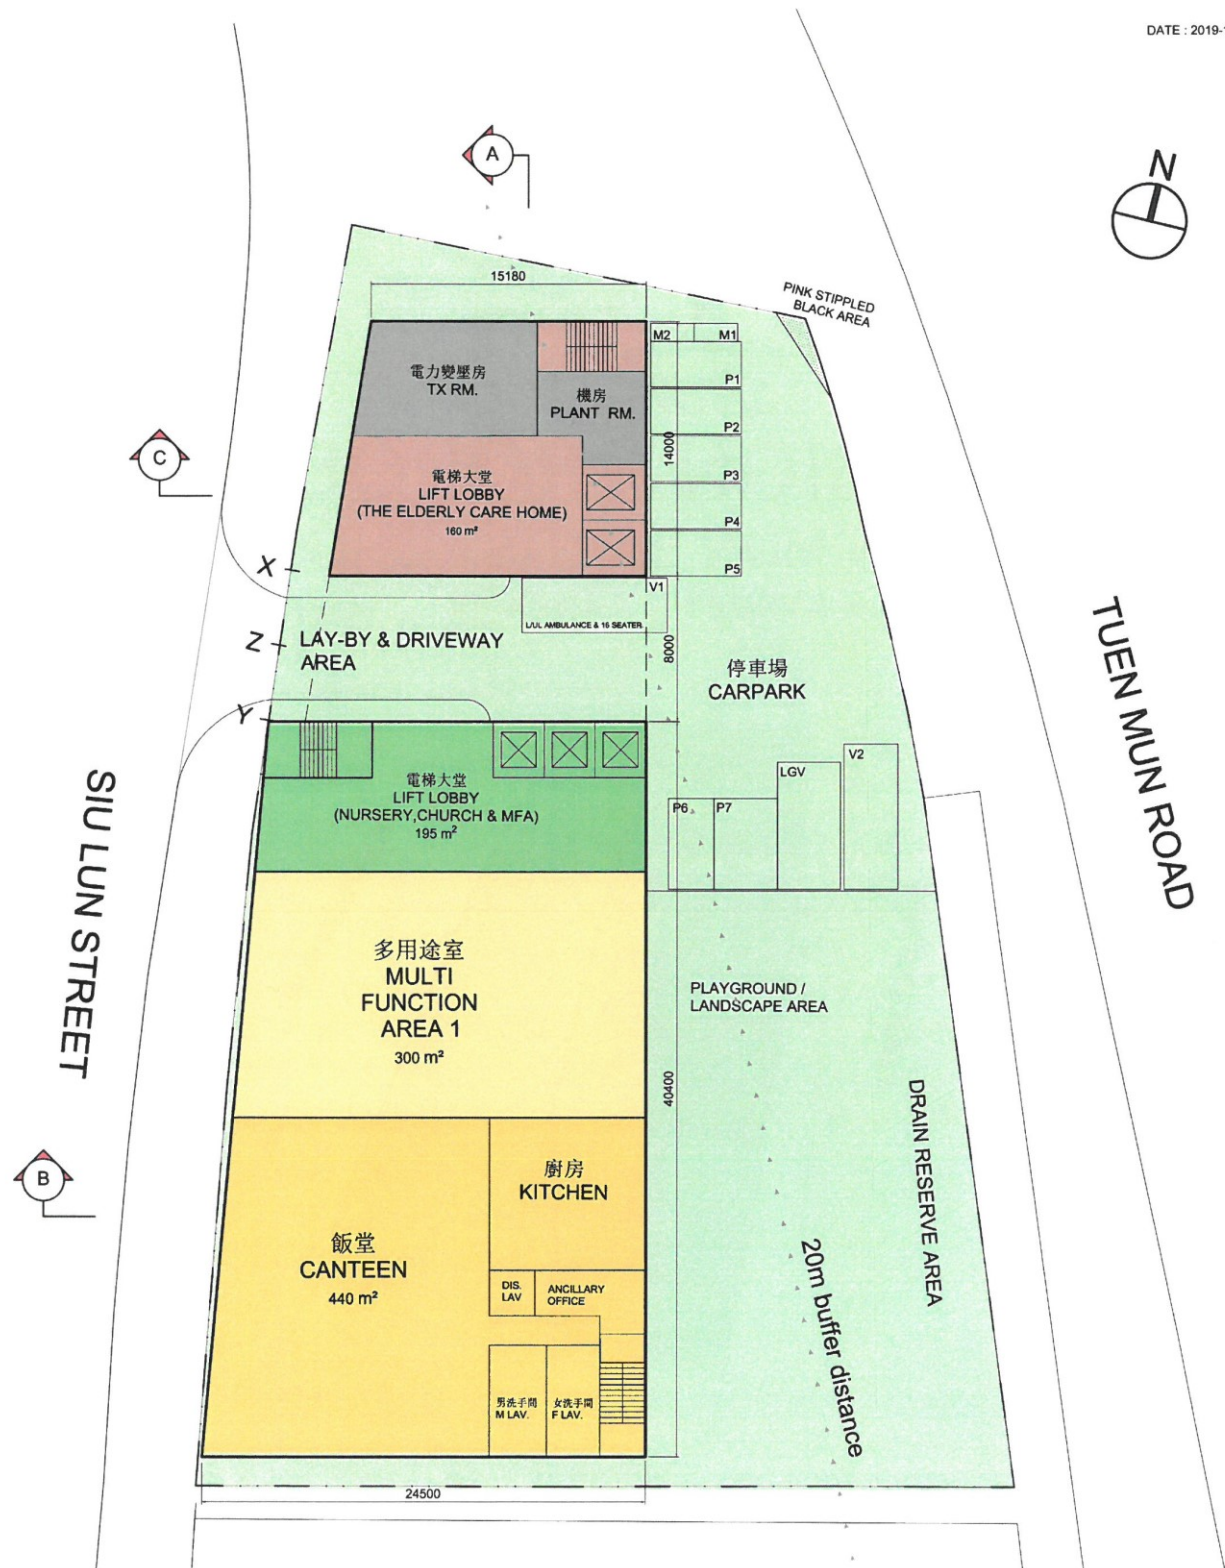 DATE : 2019-1
A
N
15180
PINK STIPPLED
BLACK AREA
M2
M1
電力變壓房
TX RM.
機房
PLANT RM.
P1
P2
14000
P3
C
電梯大堂
LIFT LOBBY
(THE ELDERLY CARE HOME)
160 m²
P4
P5
X
V1
L/UL AMBULANCE & 16 SEATER
Z
LAY-BY & DRIVEWAY
AREA
8000
停車場
CARPARK
TUEN MUN ROAD
Y
電梯大堂
LIFT LOBBY
(NURSERY,CHURCH & MFA)
195 m²
P6
P7
LGV
V2
SIU LUN STREET
多用途室
MULTI
FUNCTION
AREA 1
300 m²
PLAYGROUND /
LANDSCAPE AREA
40400
DRAIN RESERVE AREA
B
廚房
KITCHEN
飯堂
CANTEEN
440 m²
DIS.
LAV
ANCILLARY
OFFICE
20m buffer distance
男洗手間
M LAV.
女洗手間
F LAV.
24500